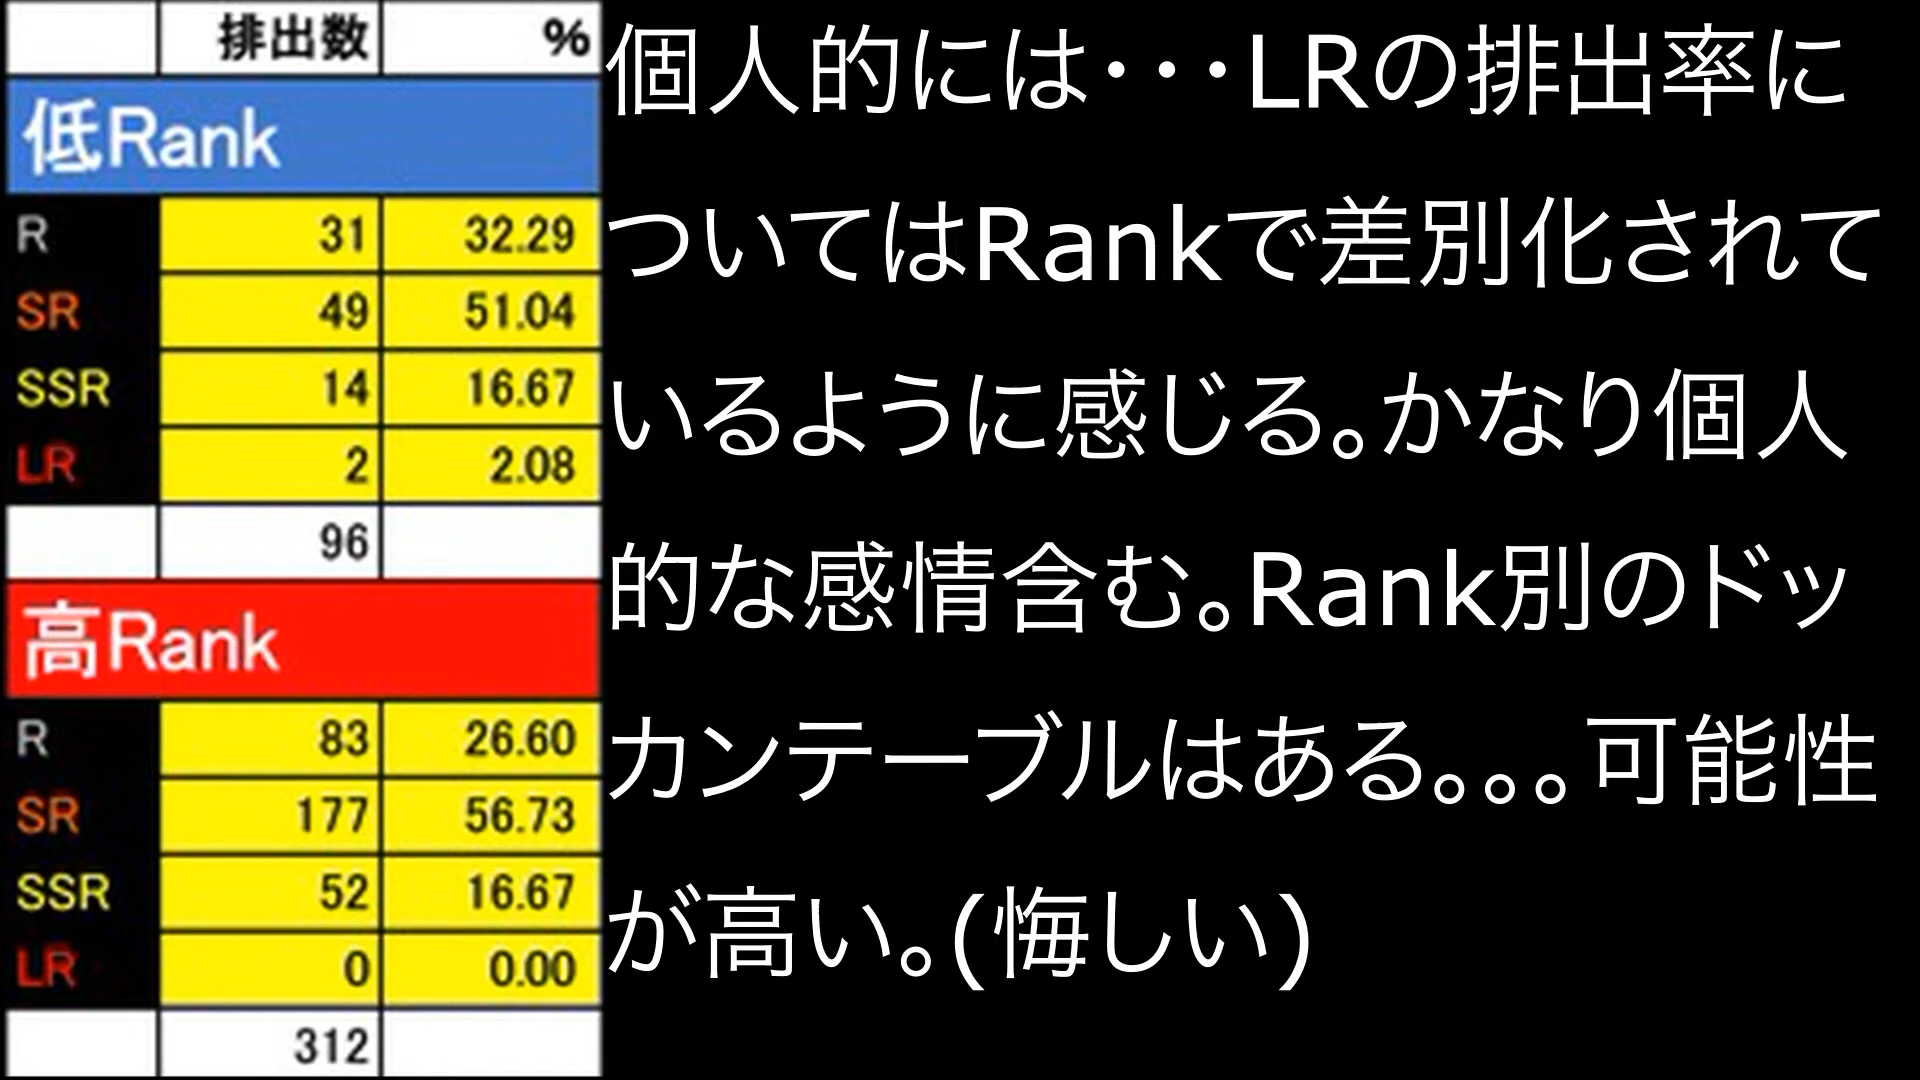 排出数 %
低Rank
R 31 32.29
SR 49 51.04
SSR 14 16.67
LR 2 2.08
96
高Rank
R 83 26.60
SR 177 56.73
SSR 52 16.67
LR 0 0.00
312
個人的には･･･LRの排出率に
ついてはRankで差別化されて
いるように感じる。かなり個人
的な感情含む。Rank別のドッ
カンテーブルはある。。。可能性
が高い。(悔しい)